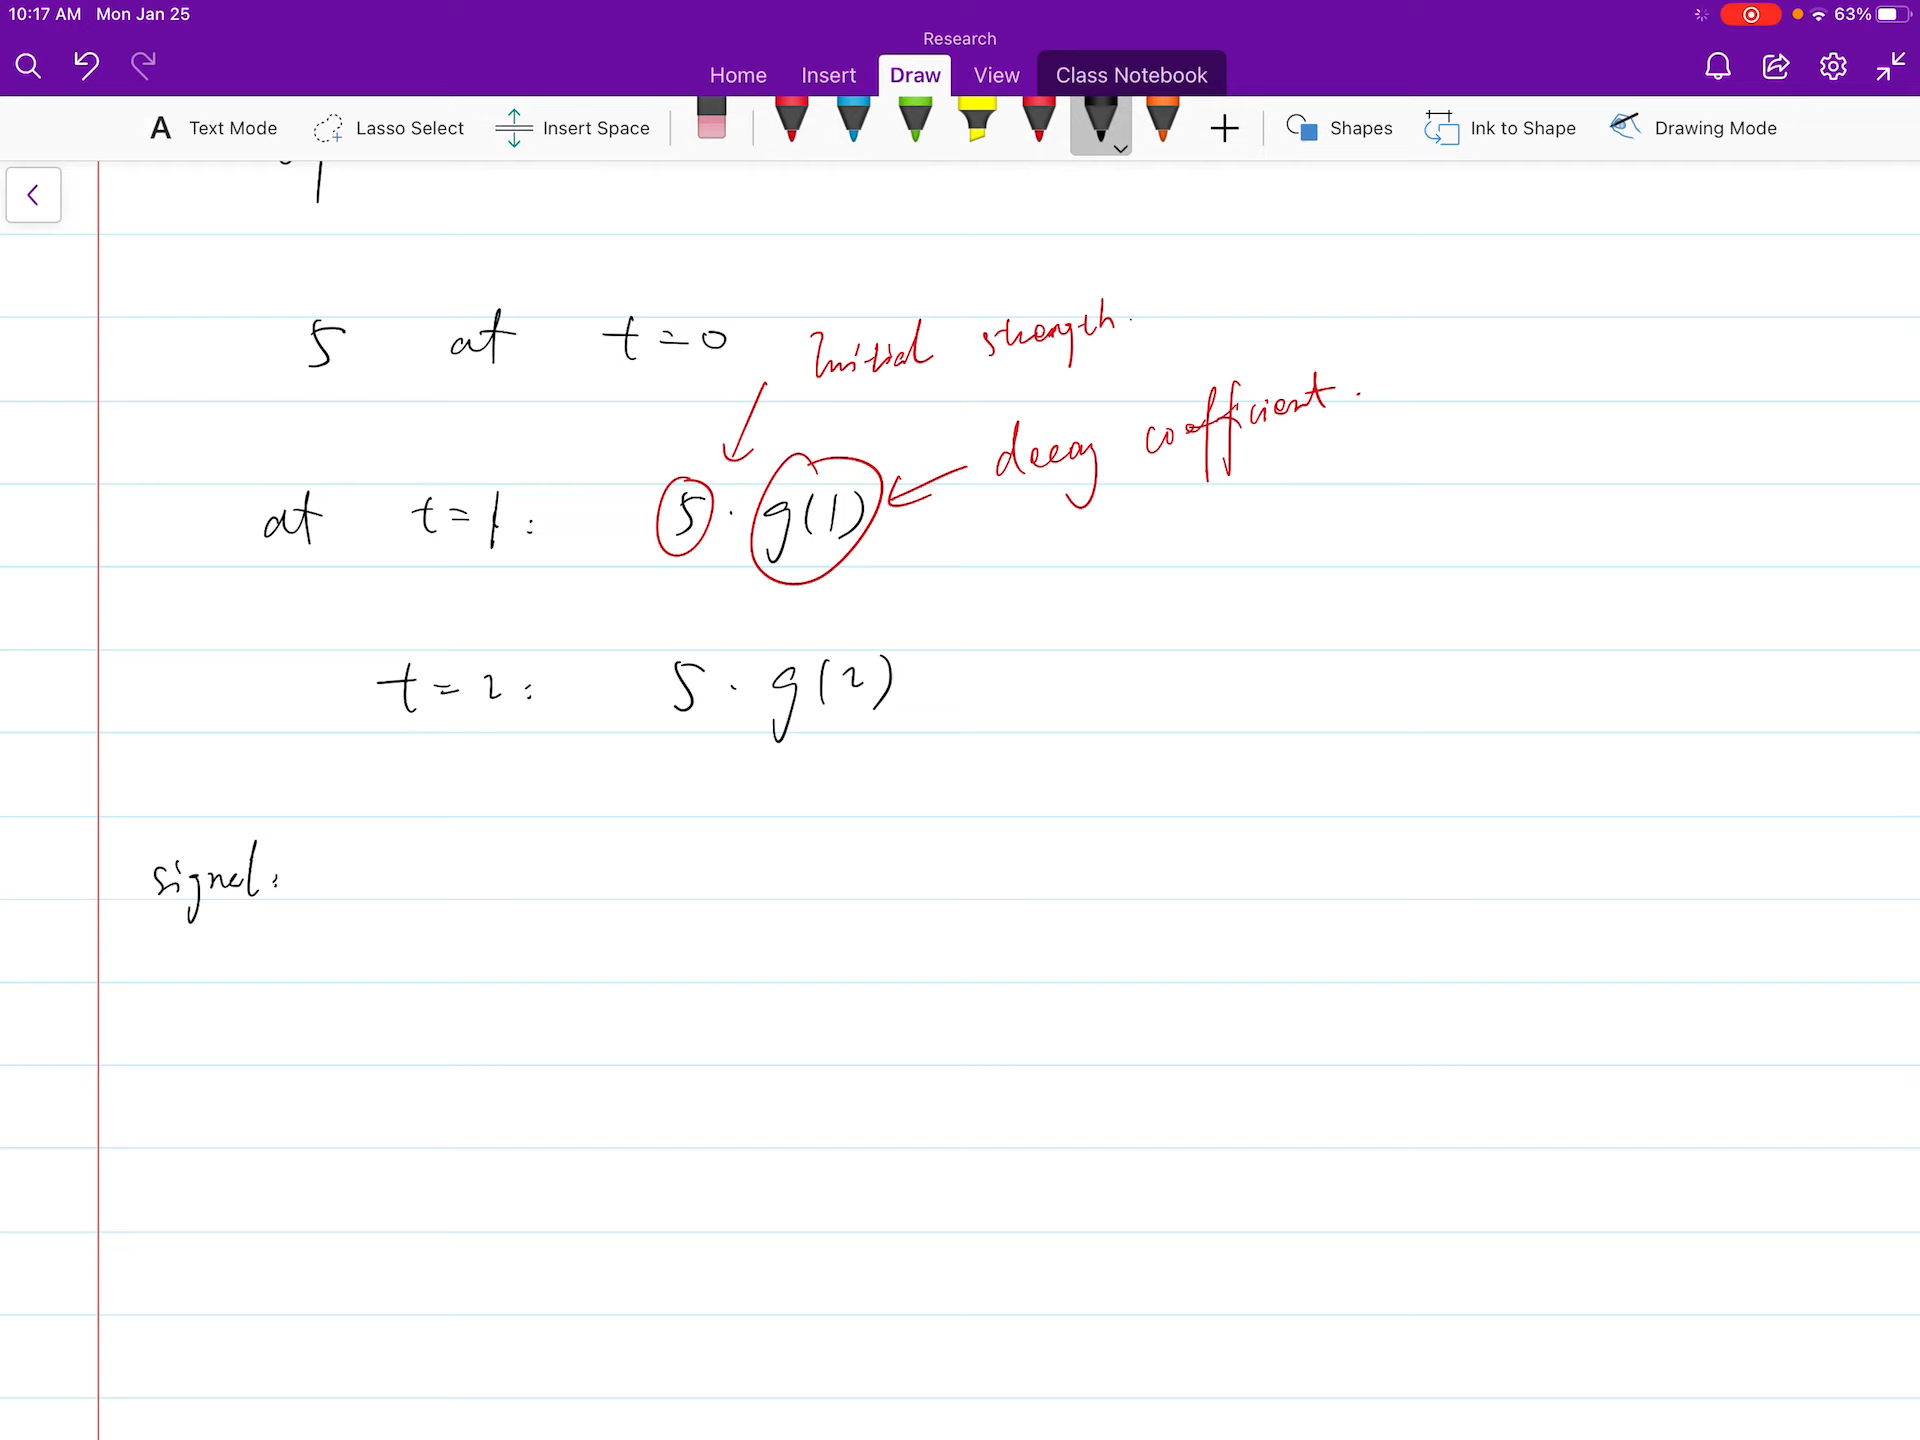 10:17 AM Mon Jan 25
63%
Research
Home Insert Draw View Class Notebook
A Text Mode Lasso Select Insert Space Shapes Ink to Shape Drawing Mode
5 at t=0 Initial strength.
decay coefficient.
at t=1: 5 · g(1)
t=2: 5 · g(2)
signal: